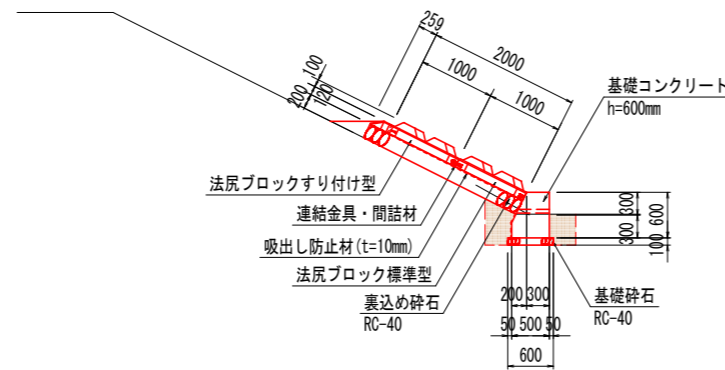 259
2000
1000
1000
100
200
120
基礎コンクリート
h=600mm
法尻ブロックすり付け型
連結金具・間詰材
吸出し防止材(t=10mm)
法尻ブロック標準型
裏込め砕石
RC-40
300
600
300
100
200 300
基礎砕石
RC-40
50 500 50
600